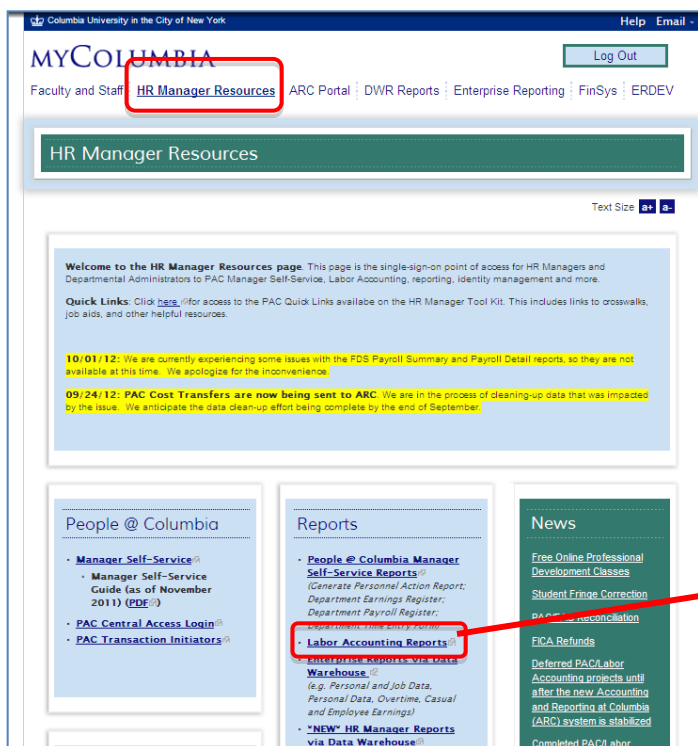 Columbia University in the City of New York
Help Email -
MYCOLUMBIA
Log Out
Faculty and Staff HR Manager Resources ARC Portal DWR Reports Enterprise Reporting FinSys ERDEV
HR Manager Resources
Text Size a+ a-
Welcome to the HR Manager Resources page. This page is the single-sign-on point of access for HR Managers and
Departmental Administrators to PAC Manager Self-Service, Labor Accounting, reporting, identity management and more.
Quick Links: Click here for access to the PAC Quick Links availabe on the HR Manager Tool Kit. This includes links to crosswalks,
job aids, and other helpful resources.
10/01/12: We are currently experiencing some issues with the FDS Payroll Summary and Payroll Detail reports, so they are not
available at this time. We apologize for the inconvenience.
09/24/12: PAC Cost Transfers are now being sent to ARC. We are in the process of cleaning-up data that was impacted
by the issue. We anticipate the data clean-up effort being complete by the end of September.
People @ Columbia
• Manager Self-Service
• Manager Self-Service
Guide (as of November
2011) (PDF)
• PAC Central Access Login
• PAC Transaction Initiators
Reports
• People @ Columbia Manager
Self-Service Reports
(Generate Personnel Action Report;
Department Earnings Register;
Department Payroll Register;
Department Time Entry Form)
• Labor Accounting Reports
• Enterprise Reports via Data
Warehouse
(e.g. Personal and Job Data,
Personal Data, Overtime, Casual
and Employee Earnings)
• *NEW* HR Manager Reports
via Data Warehouse
News
Free Online Professional
Development Classes
Student Fringe Correction
Reconciliation
FICA Refunds
Deferred PAC/Labor
Accounting projects until
after the new Accounting
and Reporting at Columbia
(ARC) system is stabilized
Completed PAC/Labor